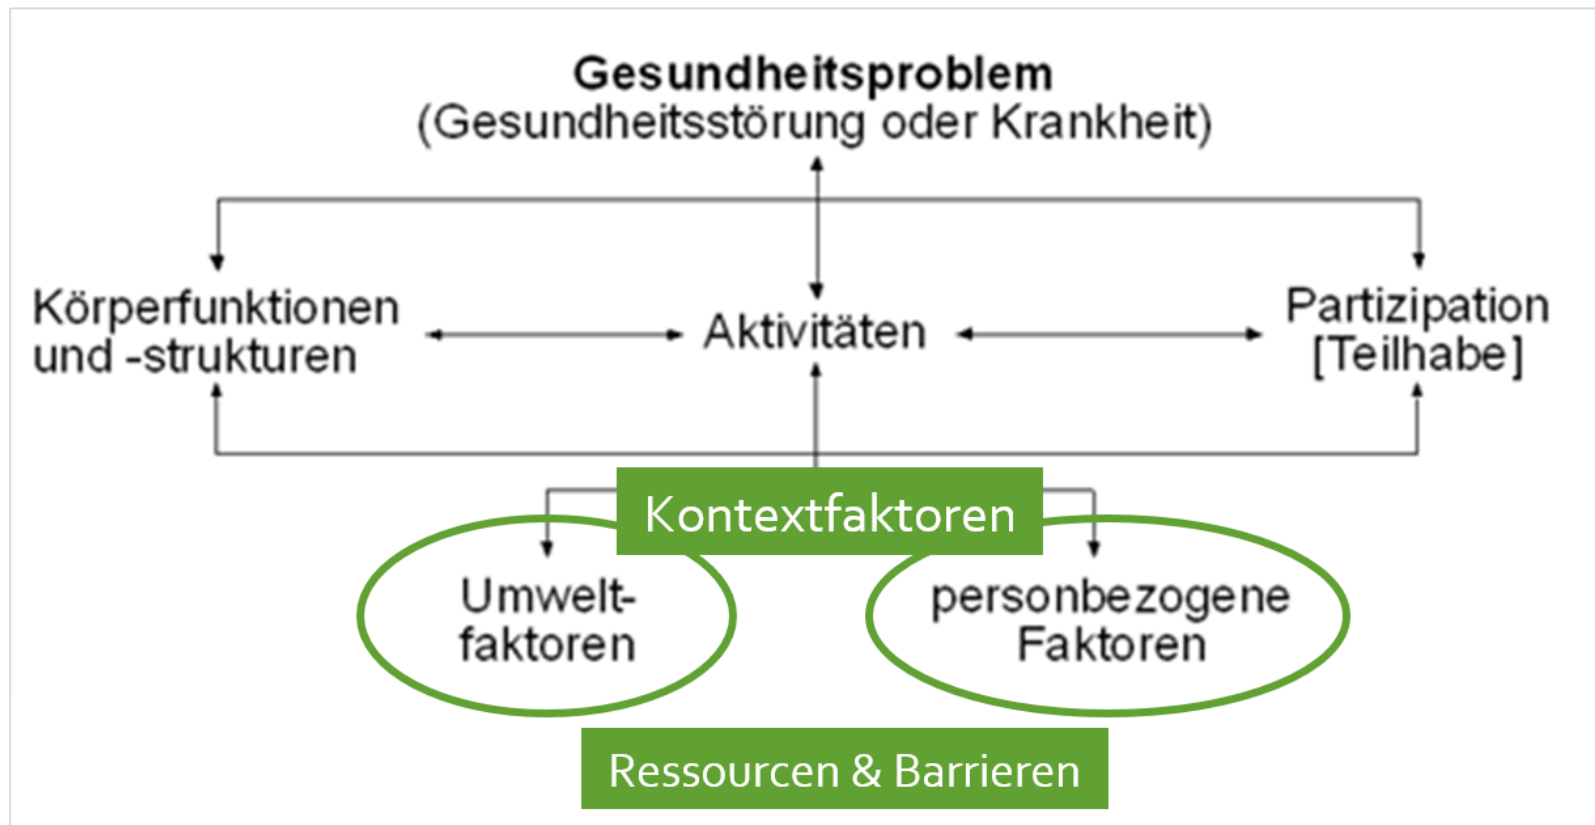 Gesundheitsproblem
(Gesundheitsstörung oder Krankheit)
Körperfunktionen
und -strukturen
Aktivitäten
Partizipation
[Teilhabe]
Kontextfaktoren
Umwelt-
faktoren
personbezogene
Faktoren
Ressourcen & Barrieren